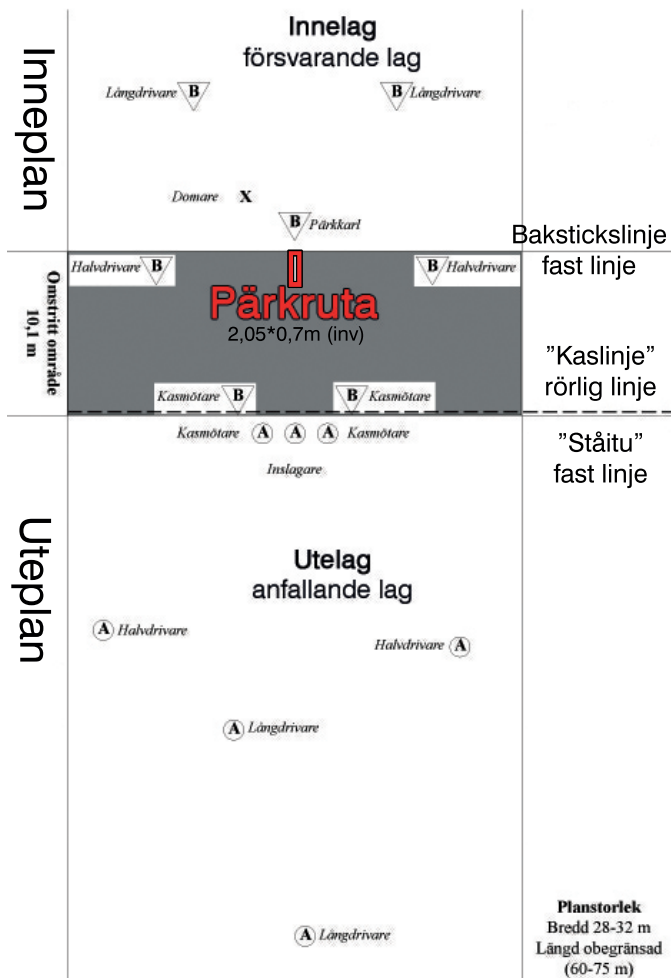 Inneplan
Innelag
försvarande lag
Långdrivare B
B Långdrivare
Domare X
B Pärkkarl
Bakstickslinje
fast linje
Halvdrivare B
B Halvdrivare
Pärkruta
2,05*0,7m (inv)
Omstritt område
10,1 m
"Kaslinje"
rörlig linje
Kasmötare B
B Kasmötare
Kasmötare A A A Kasmötare
Inslagare
"Ståitu"
fast linje
Uteplan
Utelag
anfallande lag
A Halvdrivare
Halvdrivare A
A Långdrivare
A Långdrivare
Planstorlek
Bredd 28-32 m
Längd obegränsad
(60-75 m)